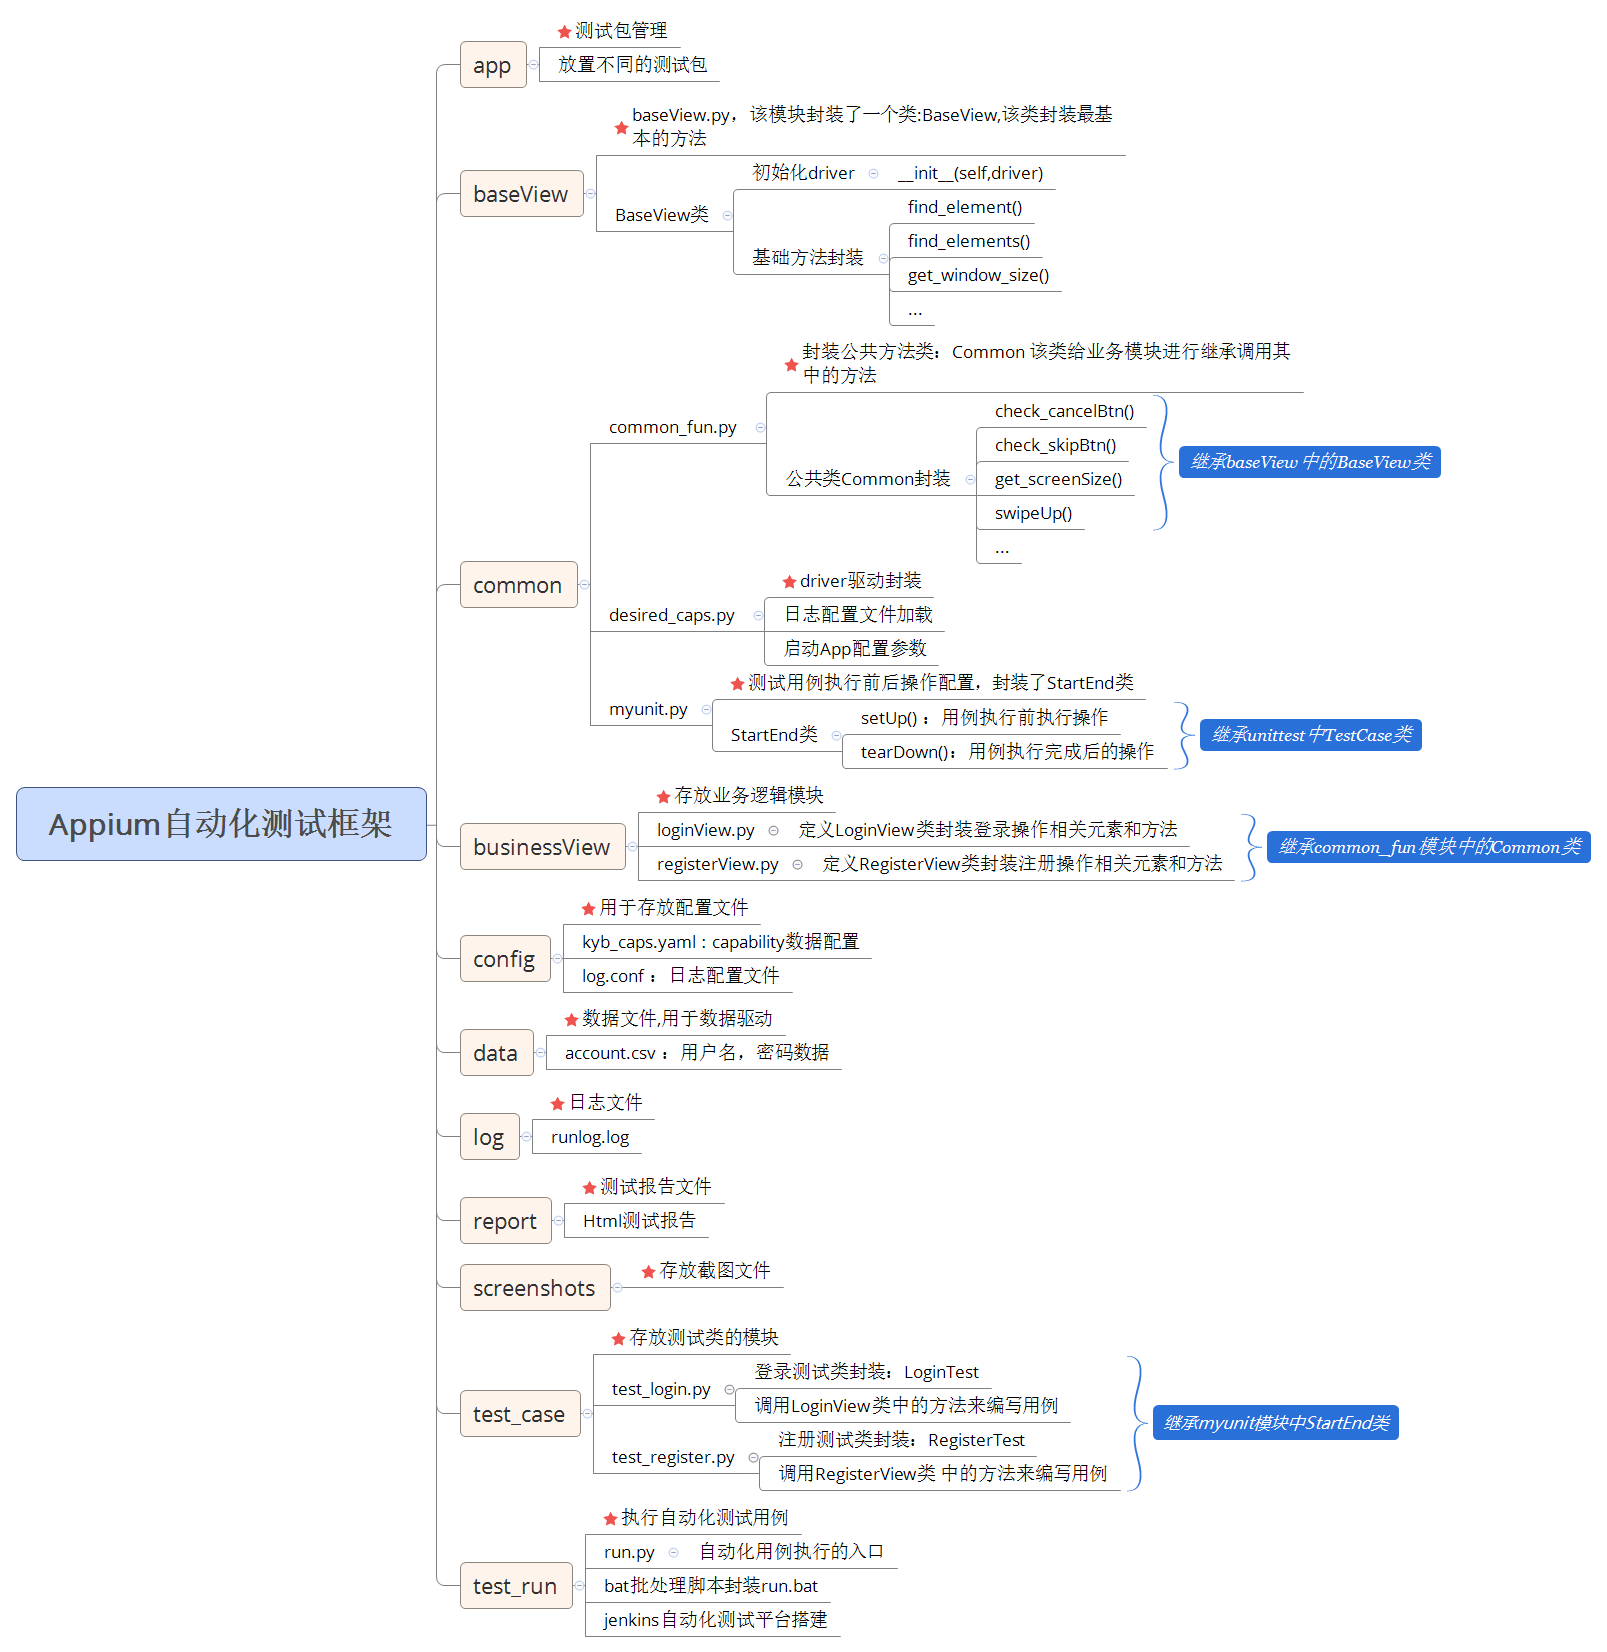 Appium自动化测试框架
app
测试包管理
放置不同的测试包
baseView
baseView.py，该模块封装了一个类:BaseView,该类封装最基
本的方法
BaseView类
初始化driver
__init__(self,driver)
基础方法封装
find_element()
find_elements()
get_window_size()
...
common
common_fun.py
封装公共方法类：Common 该类给业务模块进行继承调用其
中的方法
公共类Common封装
check_cancelBtn()
check_skipBtn()
get_screenSize()
swipeUp()
...
继承baseView中的BaseView类
desired_caps.py
driver驱动封装
日志配置文件加载
启动App配置参数
myunit.py
测试用例执行前后操作配置，封装了StartEnd类
StartEnd类
setUp()：用例执行前执行操作
tearDown()：用例执行完成后的操作
继承unittest中TestCase类
businessView
存放业务逻辑模块
loginView.py
定义LoginView类封装登录操作相关元素和方法
registerView.py
定义RegisterView类封装注册操作相关元素和方法
继承common_fun模块中的Common类
config
用于存放配置文件
kyb_caps.yaml : capability数据配置
log.conf：日志配置文件
data
数据文件,用于数据驱动
account.csv：用户名，密码数据
log
日志文件
runlog.log
report
测试报告文件
Html测试报告
screenshots
存放截图文件
test_case
存放测试类的模块
test_login.py
登录测试类封装：LoginTest
调用LoginView类中的方法来编写用例
test_register.py
注册测试类封装：RegisterTest
调用RegisterView类 中的方法来编写用例
继承myunit模块中StartEnd类
test_run
执行自动化测试用例
run.py
自动化用例执行的入口
bat批处理脚本封装run.bat
jenkins自动化测试平台搭建